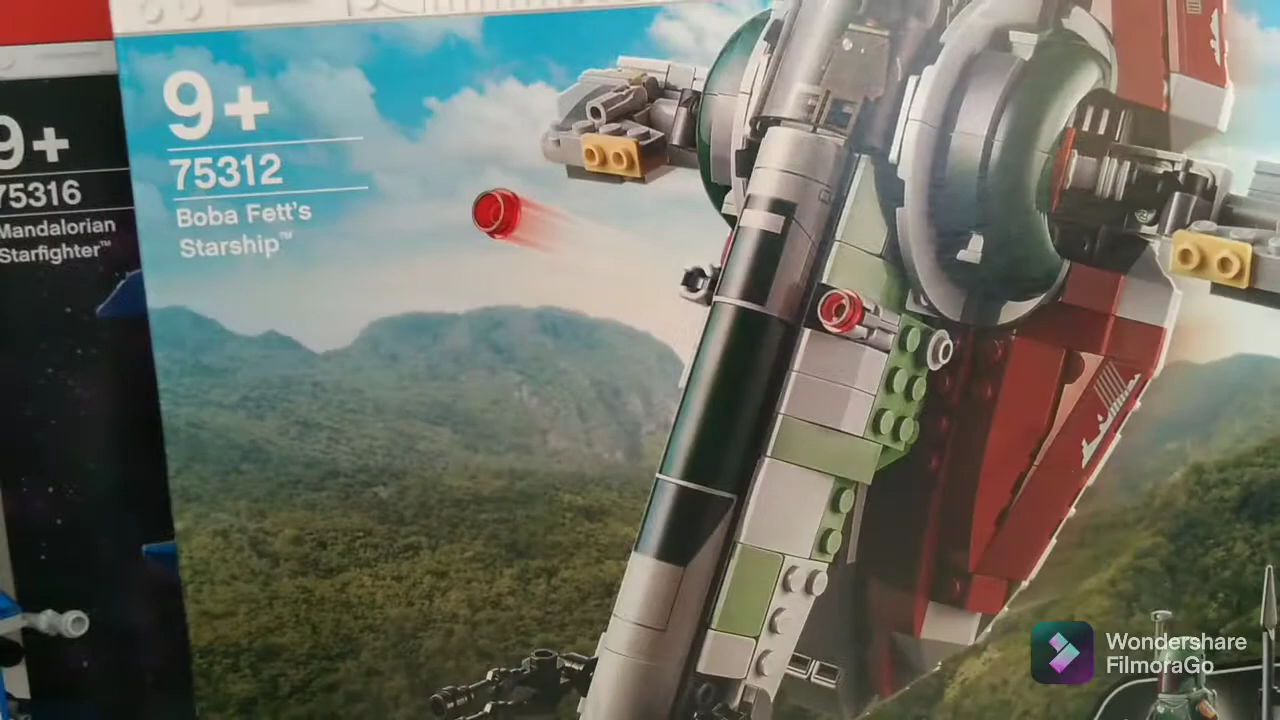 9+
75316
Mandalorian
Starfighter™
9+
75312
Boba Fett's
Starship™
Wondershare
FilmoraGo